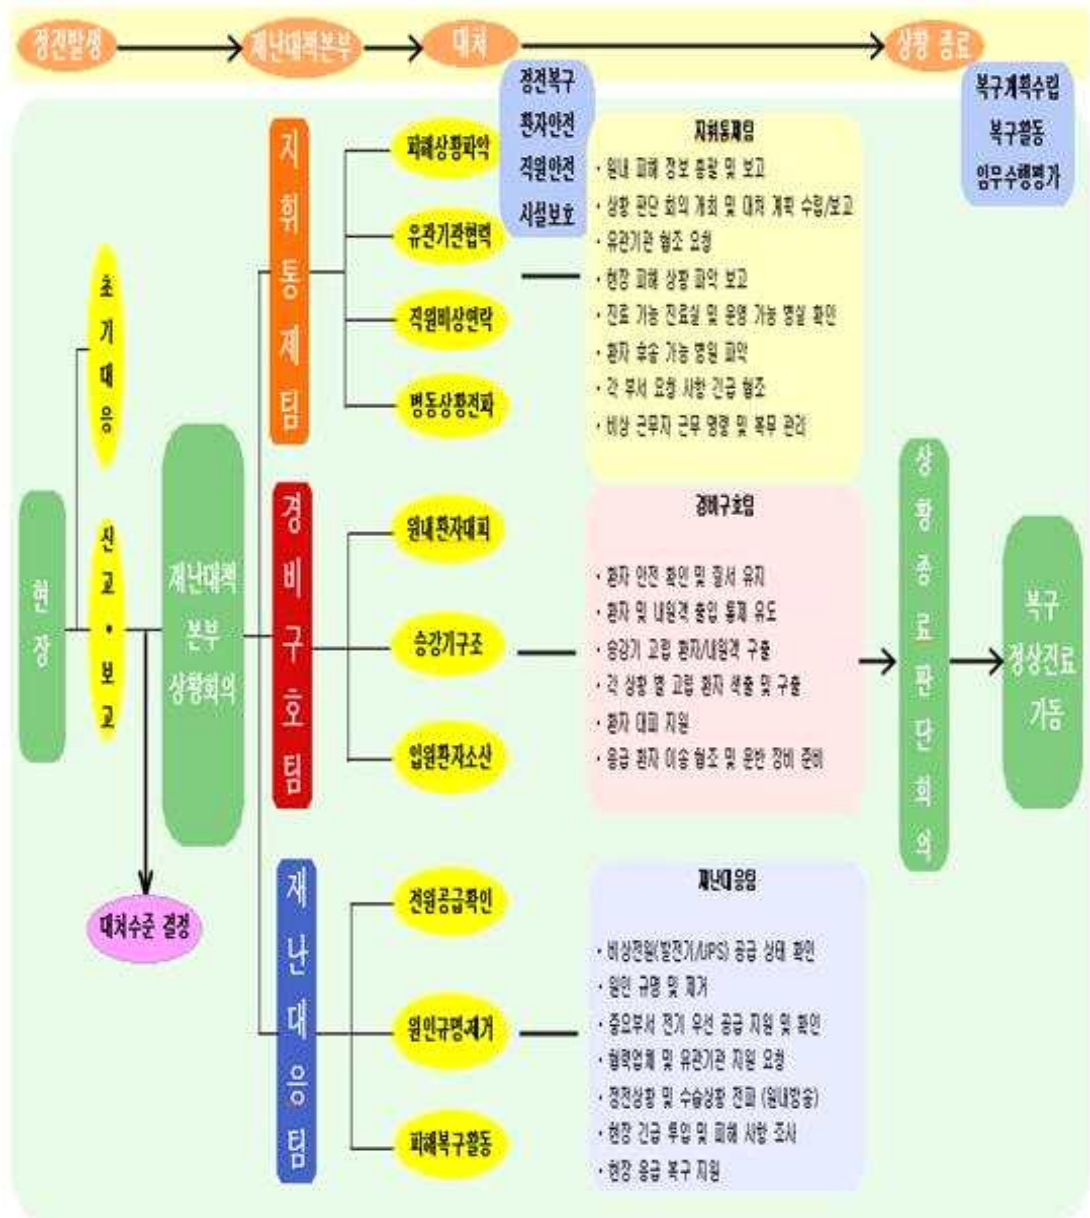 정전발생
재난대책본부
대처
상황 종료
정전복구
환자안전
직원안전
시설보호
복구계획수립
복구활동
임무수행평가
현장
초기대응
신고·보고
대처수준 결정
재난대책
본부
상황회의
지휘통제팀
피해상황파악
유관기관협력
직원비상연락
병동상황전파
지휘통제팀
· 원내 피해 정보 총괄 및 보고
· 상황 판단 회의 개최 및 대처 계획 수립/보고
· 유관기관 협조 요청
· 현장 피해 상황 파악 보고
· 진료 가능 진료실 및 운영 가능 병실 확인
· 환자 후송 가능 병원 파악
· 각 부서 요청 사항 긴급 협조
· 비상 근무자 근무 명령 및 복무 관리
경비구호팀
원내환자대피
승강기구조
입원환자소산
경비구호팀
· 환자 안전 확인 및 질서 유지
· 환자 및 내원객 출입 통제 유도
· 승강기 고립 환자/내원객 구출
· 각 상황 별 고립 환자 색출 및 구출
· 환자 대피 지원
· 응급 환자 이송 협조 및 운반 장비 준비
재난대응팀
전원공급확인
원인규명·제거
피해복구활동
재난대응팀
· 비상전원(발전기/UPS) 공급 상태 확인
· 원인 규명 및 제거
· 중요부서 전기 우선 공급 지원 및 확인
· 협력업체 및 유관기관 지원 요청
· 정전상황 및 수습상황 전파 (원내방송)
· 현장 긴급 투입 및 피해 사항 조사
· 현장 응급 복구 지원
상황종료판단회의
복구
정상진료
가동